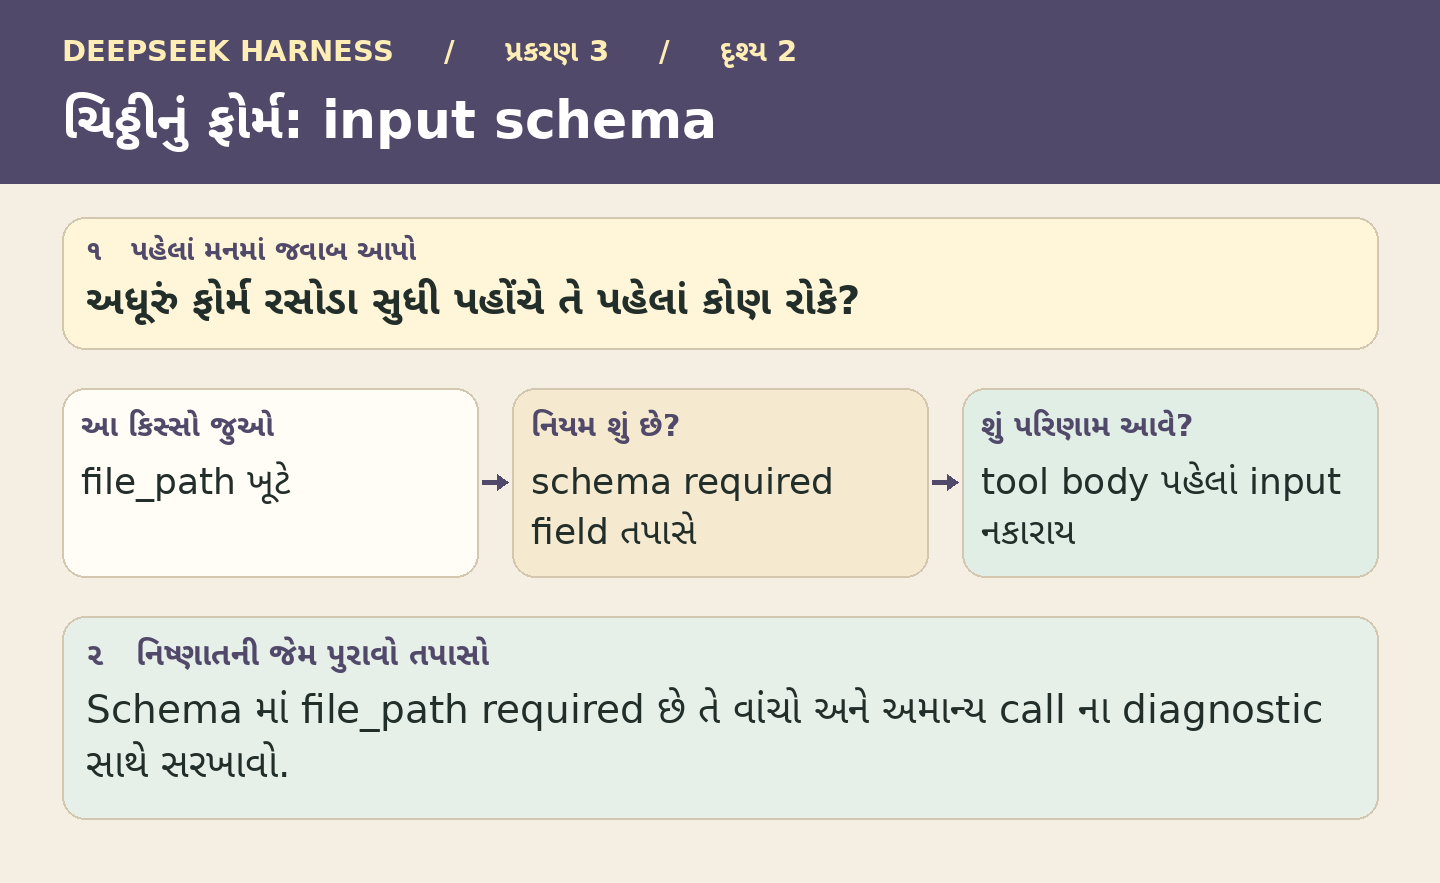 DEEPSEEK HARNESS / પ્રકરણ 3 / દૃશ્ય 2
ચિઠ્ઠીનું ફોર્મ: input schema
૧ પહેલાં મનમાં જવાબ આપો
અધૂરું ફોર્મ રસોડા સુધી પહોંચે તે પહેલાં કોણ રોકે?
આ કિસ્સો જુઓ
file_path ખૂટે
નિયમ શું છે?
schema required
field તપાસે
શું પરિણામ આવે?
tool body પહેલાં input
નકારાય
૨ નિષ્ણાતની જેમ પુરાવો તપાસો
Schema માં file_path required છે તે વાંચો અને અમાન્ય call ના diagnostic
સાથે સરખાવો.